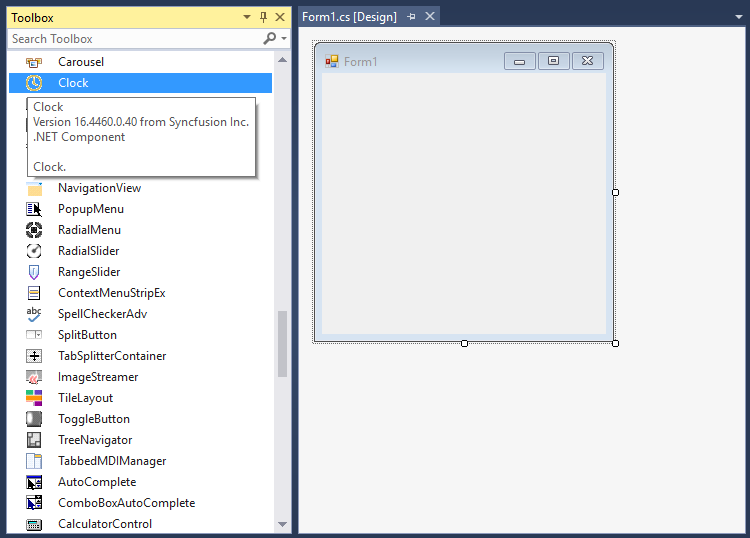 Toolbox
Search Toolbox
Carousel
Clock
Clock
Version 16.4460.0.40 from Syncfusion Inc.
.NET Component
Clock.
NavigationView
PopupMenu
RadialMenu
RadialSlider
RangeSlider
ContextMenuStripEx
abc
SpellCheckerAdv
SplitButton
TabSplitterContainer
ImageStreamer
TileLayout
ToggleButton
TreeNavigator
TabbedMDIManager
AutoComplete
ComboBoxAutoComplete
CalculatorControl
Form1.cs [Design]
Form1